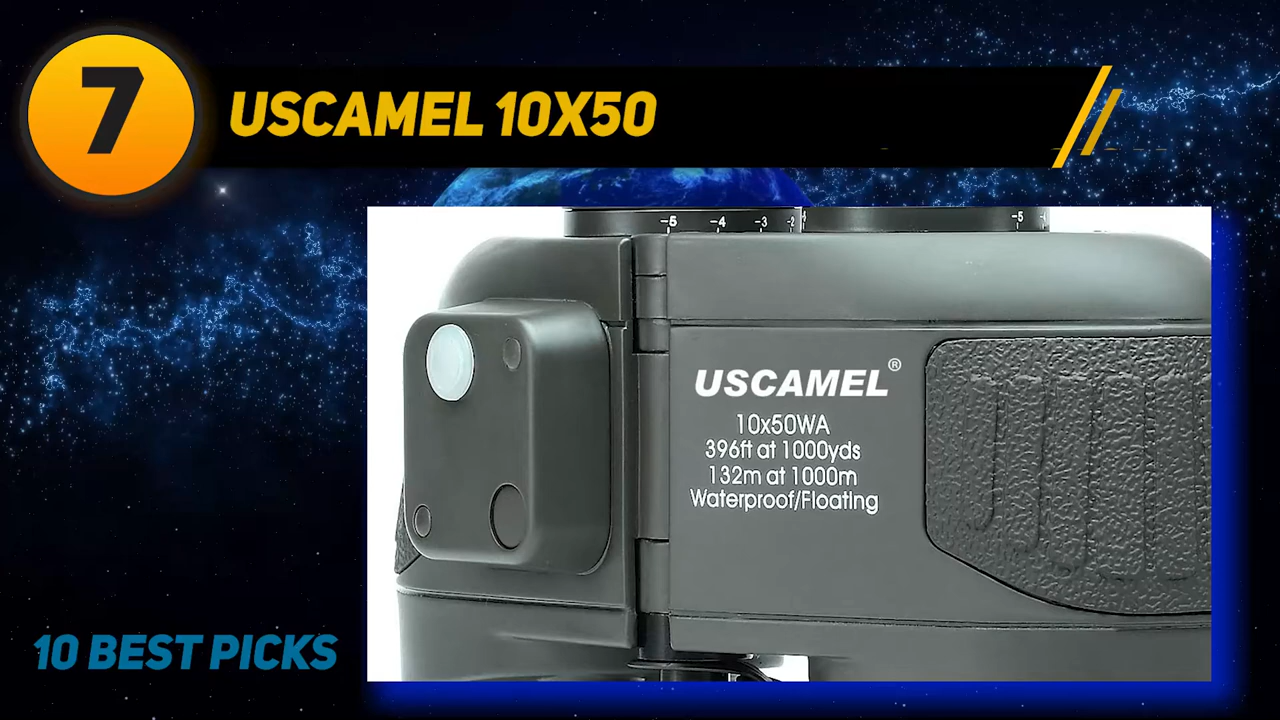 7
USCAMEL 10X50
-5 -4 -3 -2 -5
USCAMEL®
10x50WA
396ft at 1000yds
132m at 1000m
Waterproof/Floating
10 BEST PICKS